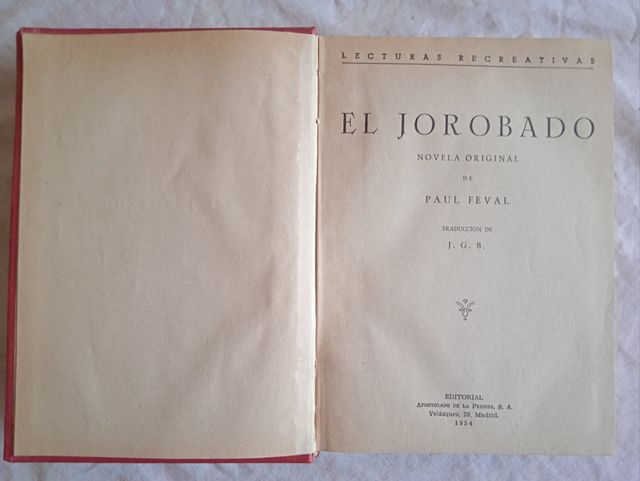 LECTURAS RECREATIVAS
EL JOROBADO
NOVELA ORIGINAL
DE
PAUL FEVAL
TRADUCCION DE
J. G. B.
EDITORIAL
APOSTOLADO DE LA PRENSA, S. A.
Velázquez, 28, Madrid.
1954